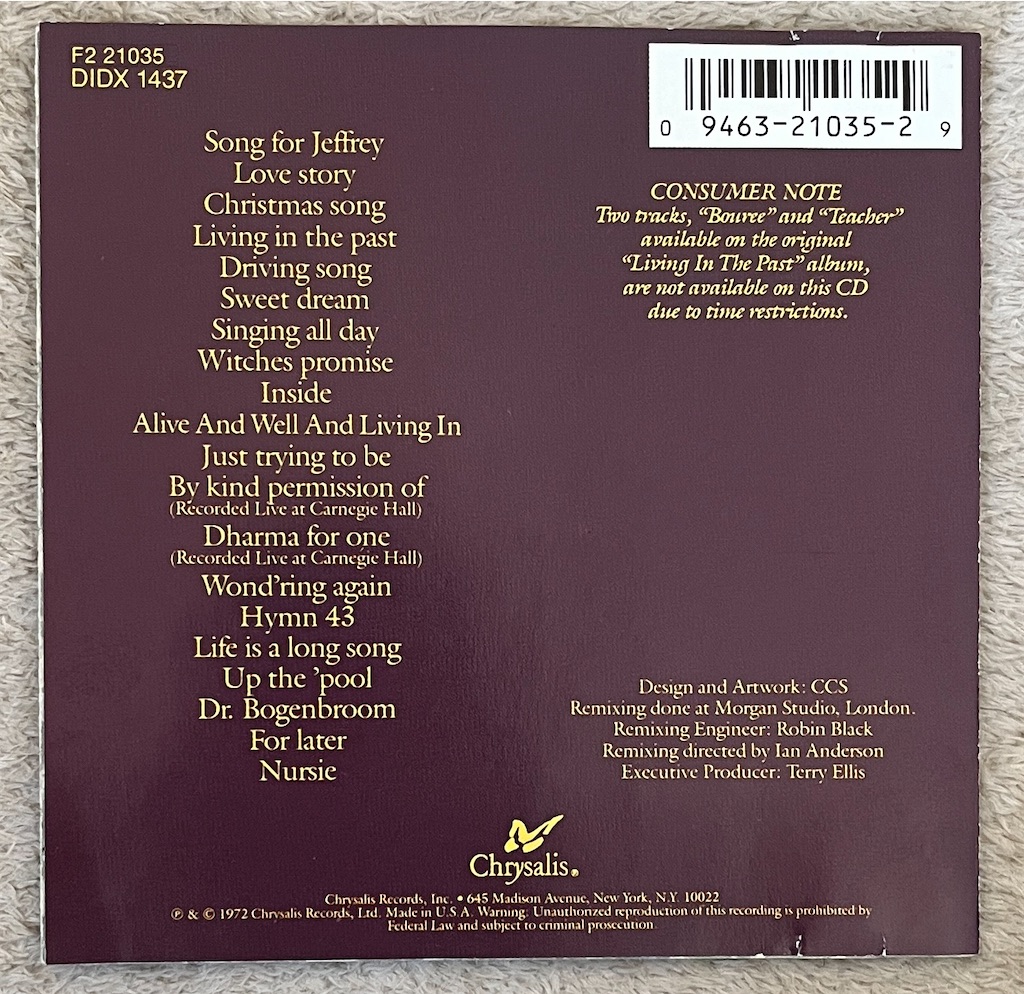 F2 21035
DIDX 1437
0 9463-21035-2 9
Song for Jeffrey
Love story
Christmas song
Living in the past
Driving song
Sweet dream
Singing all day
Witches promise
Inside
Alive And Well And Living In
Just trying to be
By kind permission of
(Recorded Live at Carnegie Hall)
Dharma for one
(Recorded Live at Carnegie Hall)
Wond'ring again
Hymn 43
Life is a long song
Up the 'pool
Dr. Bogenbroom
For later
Nursie
CONSUMER NOTE
Two tracks, "Bouree" and "Teacher"
available on the original
"Living In The Past" album,
are not available on this CD
due to time restrictions.
Design and Artwork: CCS
Remixing done at Morgan Studio, London.
Remixing Engineer: Robin Black
Remixing directed by Ian Anderson
Executive Producer: Terry Ellis
Chrysalis®
Chrysalis Records, Inc. • 645 Madison Avenue, New York, N.Y. 10022
℗ & © 1972 Chrysalis Records, Ltd. Made in U.S.A. Warning: Unauthorized reproduction of this recording is prohibited by
Federal Law and subject to criminal prosecution.